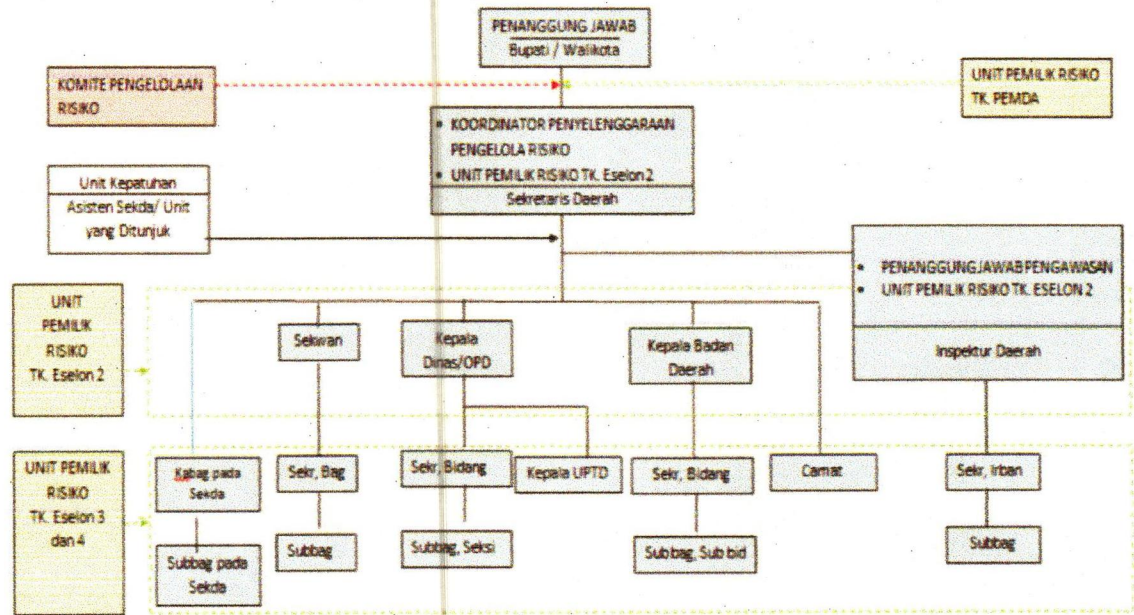 PENANGGUNG JAWAB
Bupati / Walikota
KOMITE PENGELOLAAN
RISIKO
UNIT PEMILIK RISIKO
TK. PEMDA
• KOORDINATOR PENYELENGGARAAN
PENGELOLA RISIKO
• UNIT PEMILIK RISIKO TK. Eselon 2
Sekretaris Daerah
Unit Kepatuhan
Asisten Sekda/ Unit
yang Ditunjuk
• PENANGGUNG JAWAB PENGAWASAN
• UNIT PEMILIK RISIKO TK. ESELON 2
Inspektur Daerah
UNIT
PEMILIK
RISIKO
TK. Eselon 2
Sekwan
Kepala
Dinas/OPD
Kepala Badan
Daerah
UNIT PEMILIK
RISIKO
TK. Eselon 3
dan 4
Kabag pada
Sekda
Sekr, Bag
Sekr, Bidang
Kepala UPTD
Sekr, Bidang
Camat
Sekr, Irban
Subbag pada
Sekda
Subbag
Subbag, Seksi
Subbag, Sub bid
Subbag